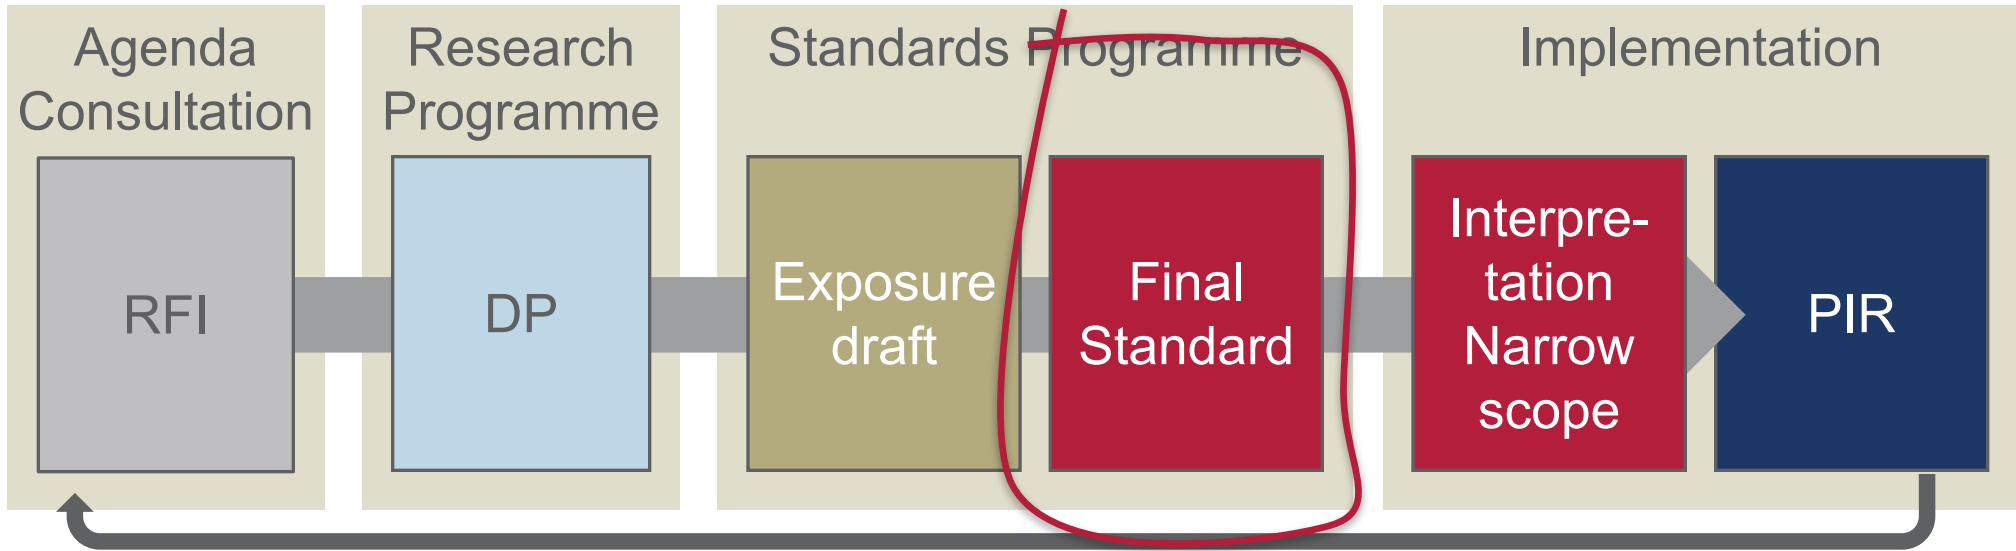 Agenda
Consultation
Research
Programme
Standards Programme
Implementation
RFI
DP
Exposure
draft
Final
Standard
Interpre-
tation
Narrow
scope
PIR